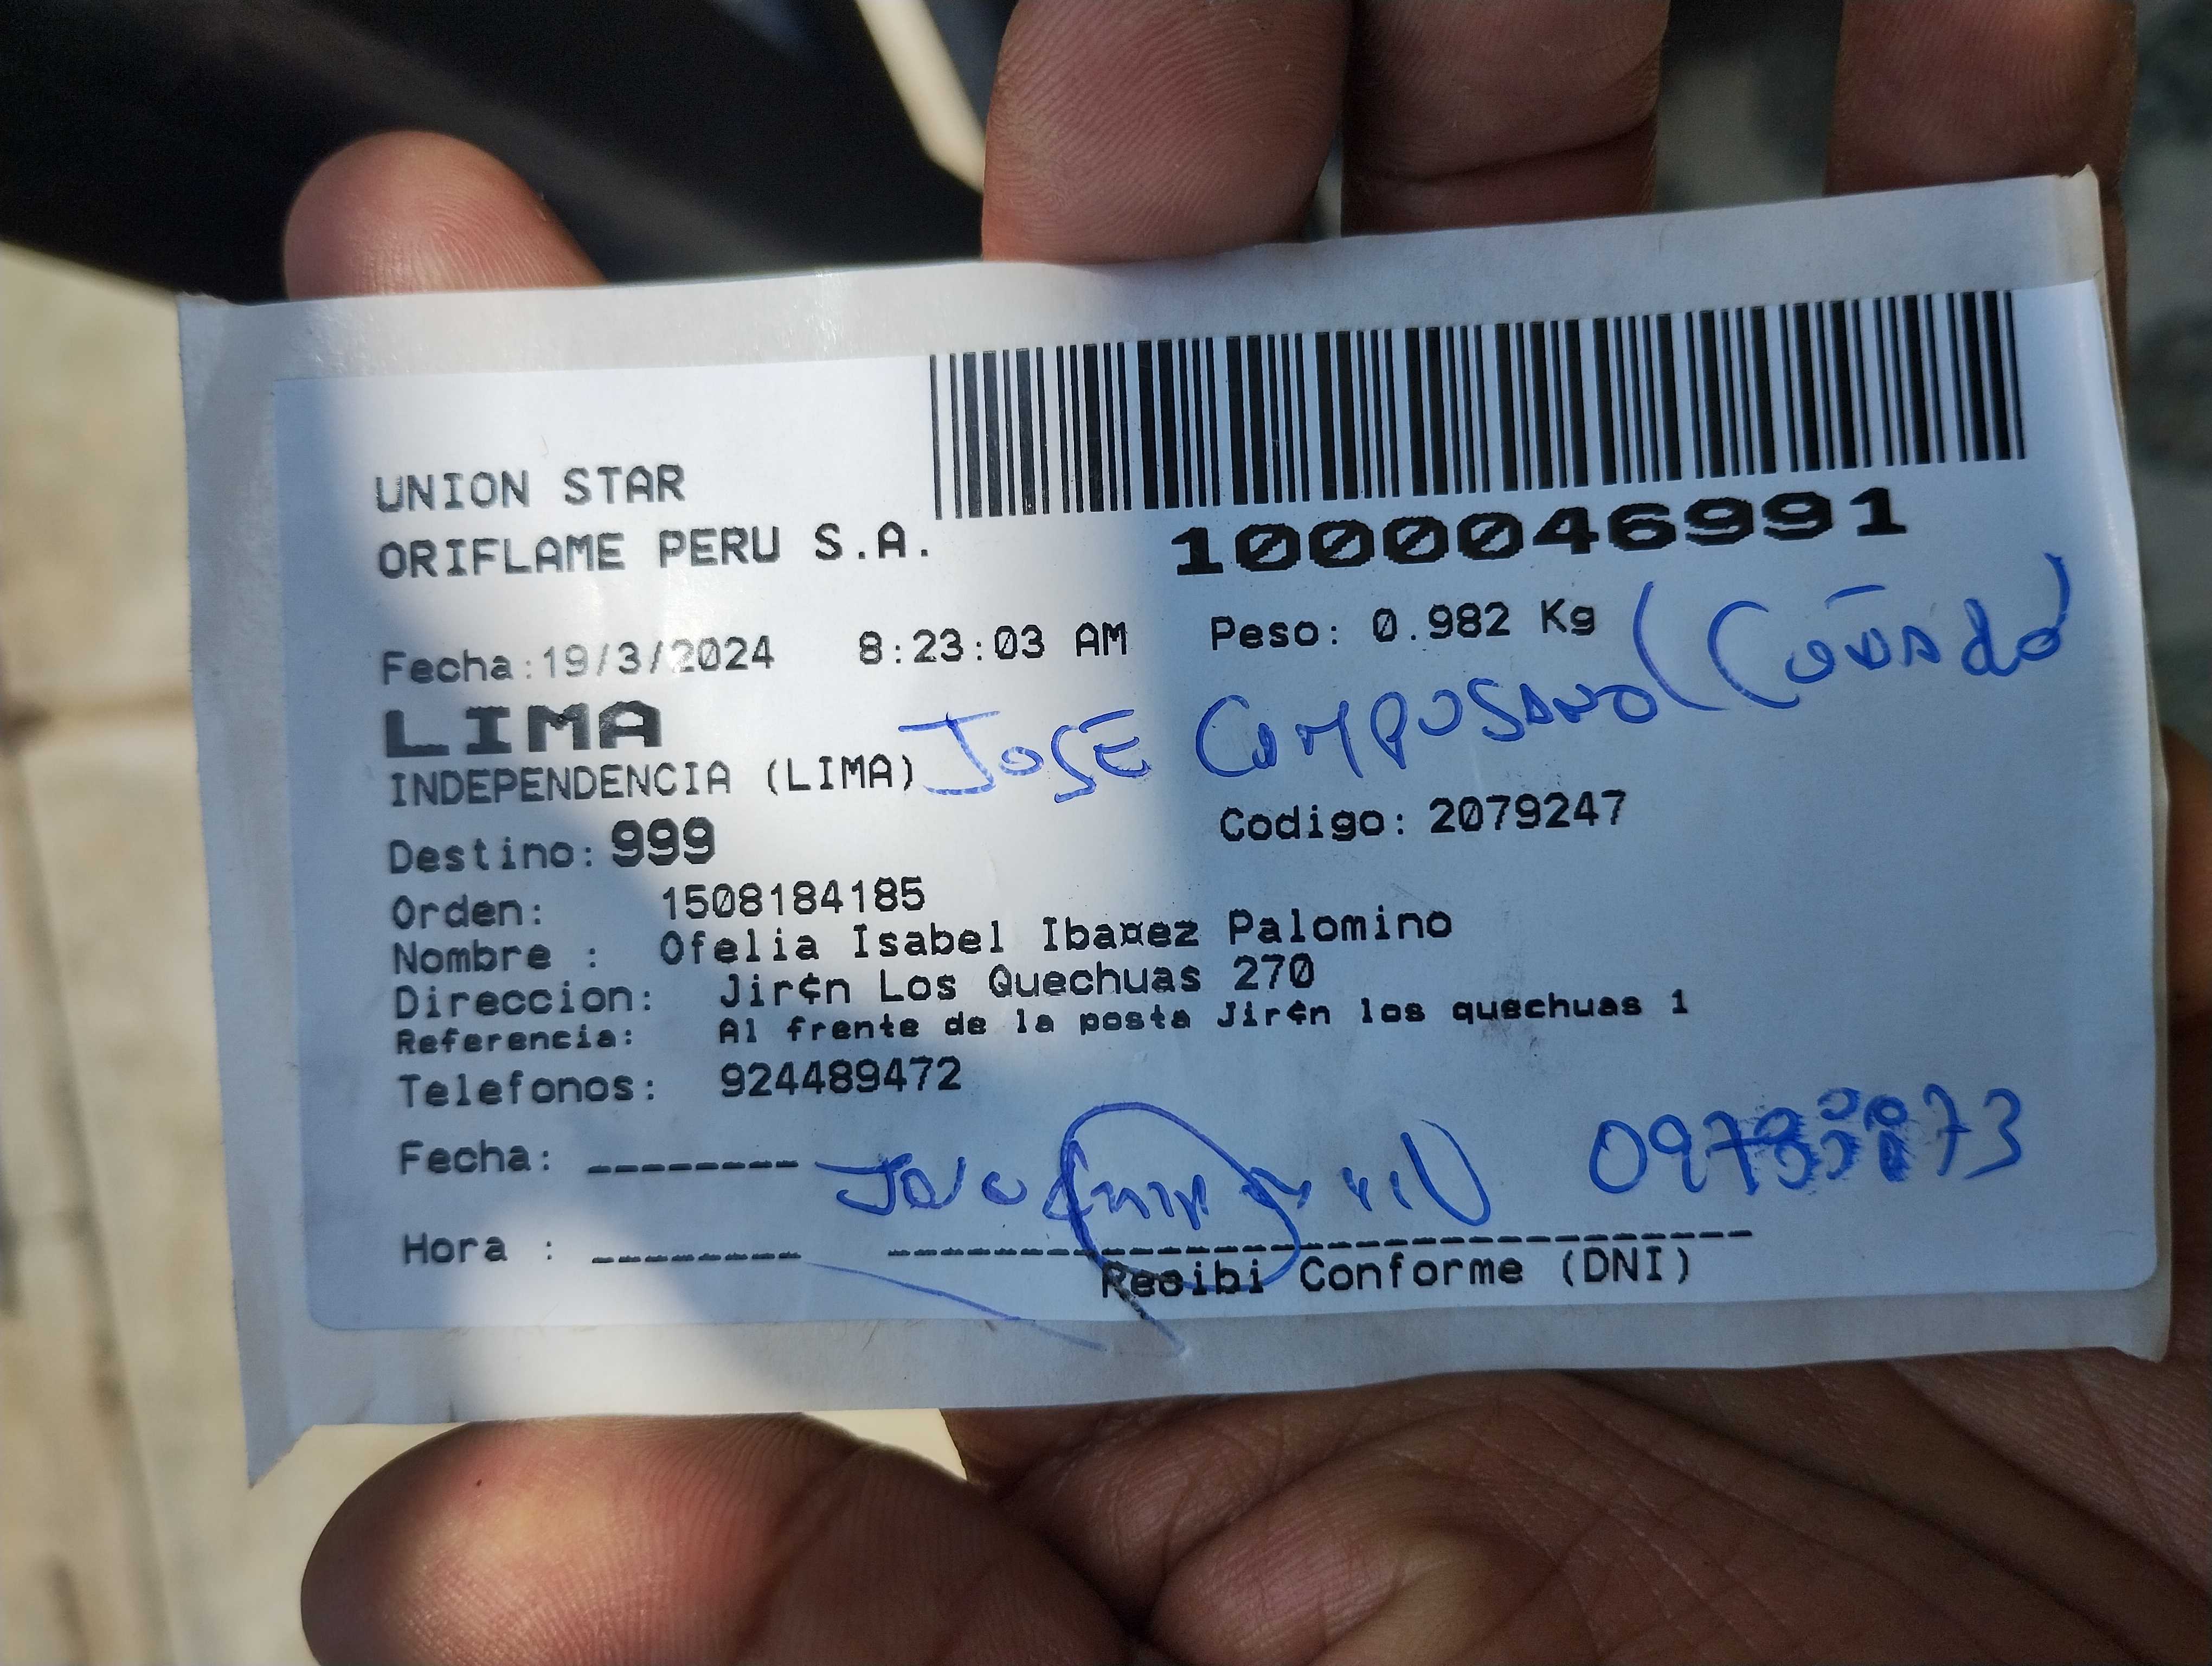 UNION STAR
ORIFLAME PERU S.A.
1000046991
Fecha:19/3/2024 8:23:03 AM Peso: 0.982 Kg
LIMA
INDEPENDENCIA (LIMA) JOSE COMPOSANO (COÑADO)
Destino: 999 Codigo: 2079247
Orden: 1508184185
Nombre : Ofelia Isabel Iba¤ez Palomino
Direccion: Jir¢n Los Quechuas 270
Referencia: Al frente de la posta Jir¢n los quechuas 1
Telefonos: 924489472
Fecha: --------
Hora : --------
Recibi Conforme (DNI)